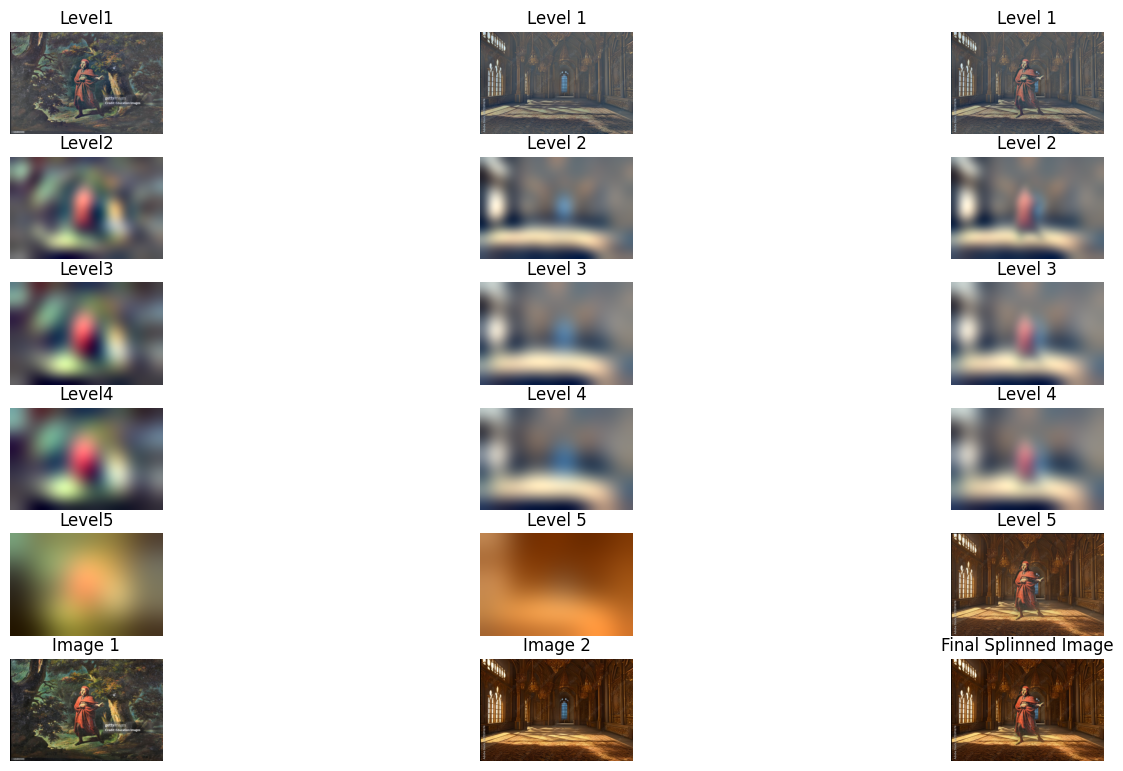 Level1
Level 1
Level 1
Level2
Level 2
Level 2
Level3
Level 3
Level 3
Level4
Level 4
Level 4
Level5
Level 5
Level 5
Image 1
Image 2
Final Splinned Image